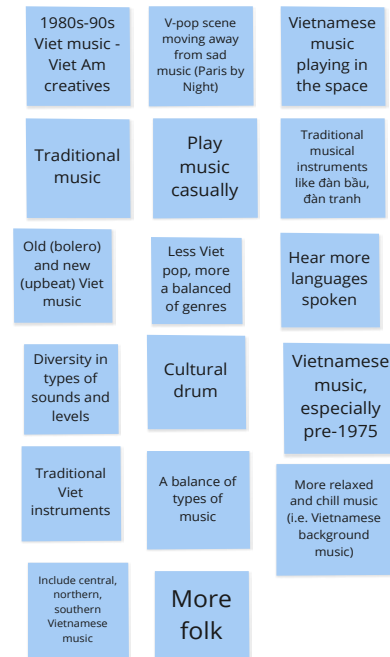 1980s-90s
Viet music -
Viet Am
creatives
V-pop scene
moving away
from sad
music (Paris by
Night)
Vietnamese
music
playing in
the space
Traditional
music
Play
music
casually
Traditional
musical
instruments
like đàn bầu,
đàn tranh
Old (bolero)
and new
(upbeat) Viet
music
Less Viet
pop, more
a balanced
of genres
Hear more
languages
spoken
Diversity in
types of
sounds and
levels
Cultural
drum
Vietnamese
music,
especially
pre-1975
Traditional
Viet
instruments
A balance of
types of
music
More relaxed
and chill music
(i.e. Vietnamese
background
music)
Include central,
northern,
southern
Vietnamese
music
More
folk